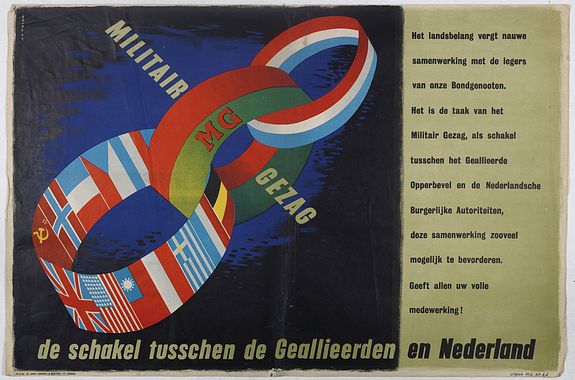 MILITAIR
MG
GEZAG
Het landsbelang vergt nauwe
samenwerking met de legers
van onze Bondgenooten.
Het is de taak van het
Militair Gezag, als schakel
tusschen het Geallieerde
Opperbevel en de Nederlandsche
Burgerlijke Autoriteiten,
deze samenwerking zooveel
mogelijk te bevorderen.
Geeft allen uw volle
medewerking!
de schakel tusschen de Geallieerden en Nederland